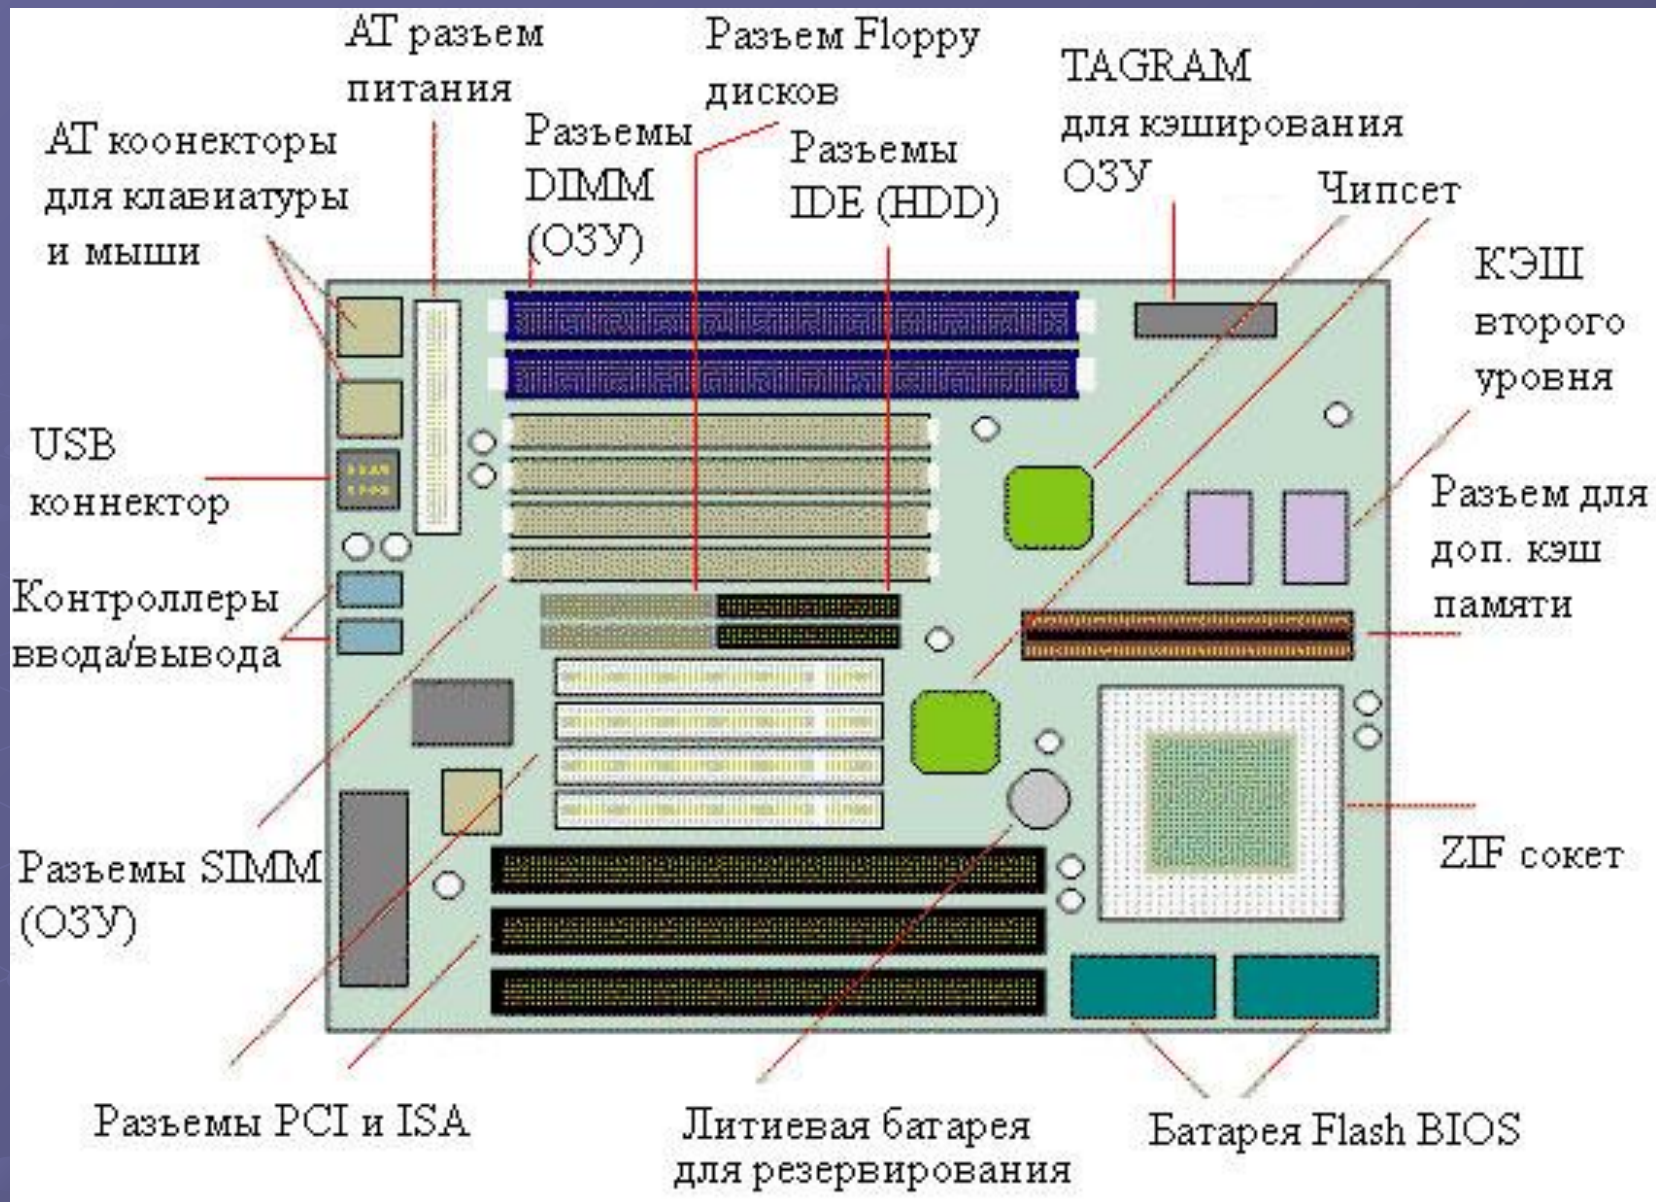 АТ разъем
питания
Разъем Floppy
дисков
TAGRAM
для кэширования
ОЗУ
АТ коонекторы
для клавиатуры
и мыши
Разъемы
DIMM
(ОЗУ)
Разъемы
IDE (HDD)
Чипсет
КЭШ
второго
уровня
USB
коннектор
Разъем для
доп. кэш
памяти
Контроллеры
ввода/вывода
ZIF сокет
Разъемы SIMM
(ОЗУ)
Разъемы PCI и ISA
Литиевая батарея
для резервирования
Батарея Flash BIOS